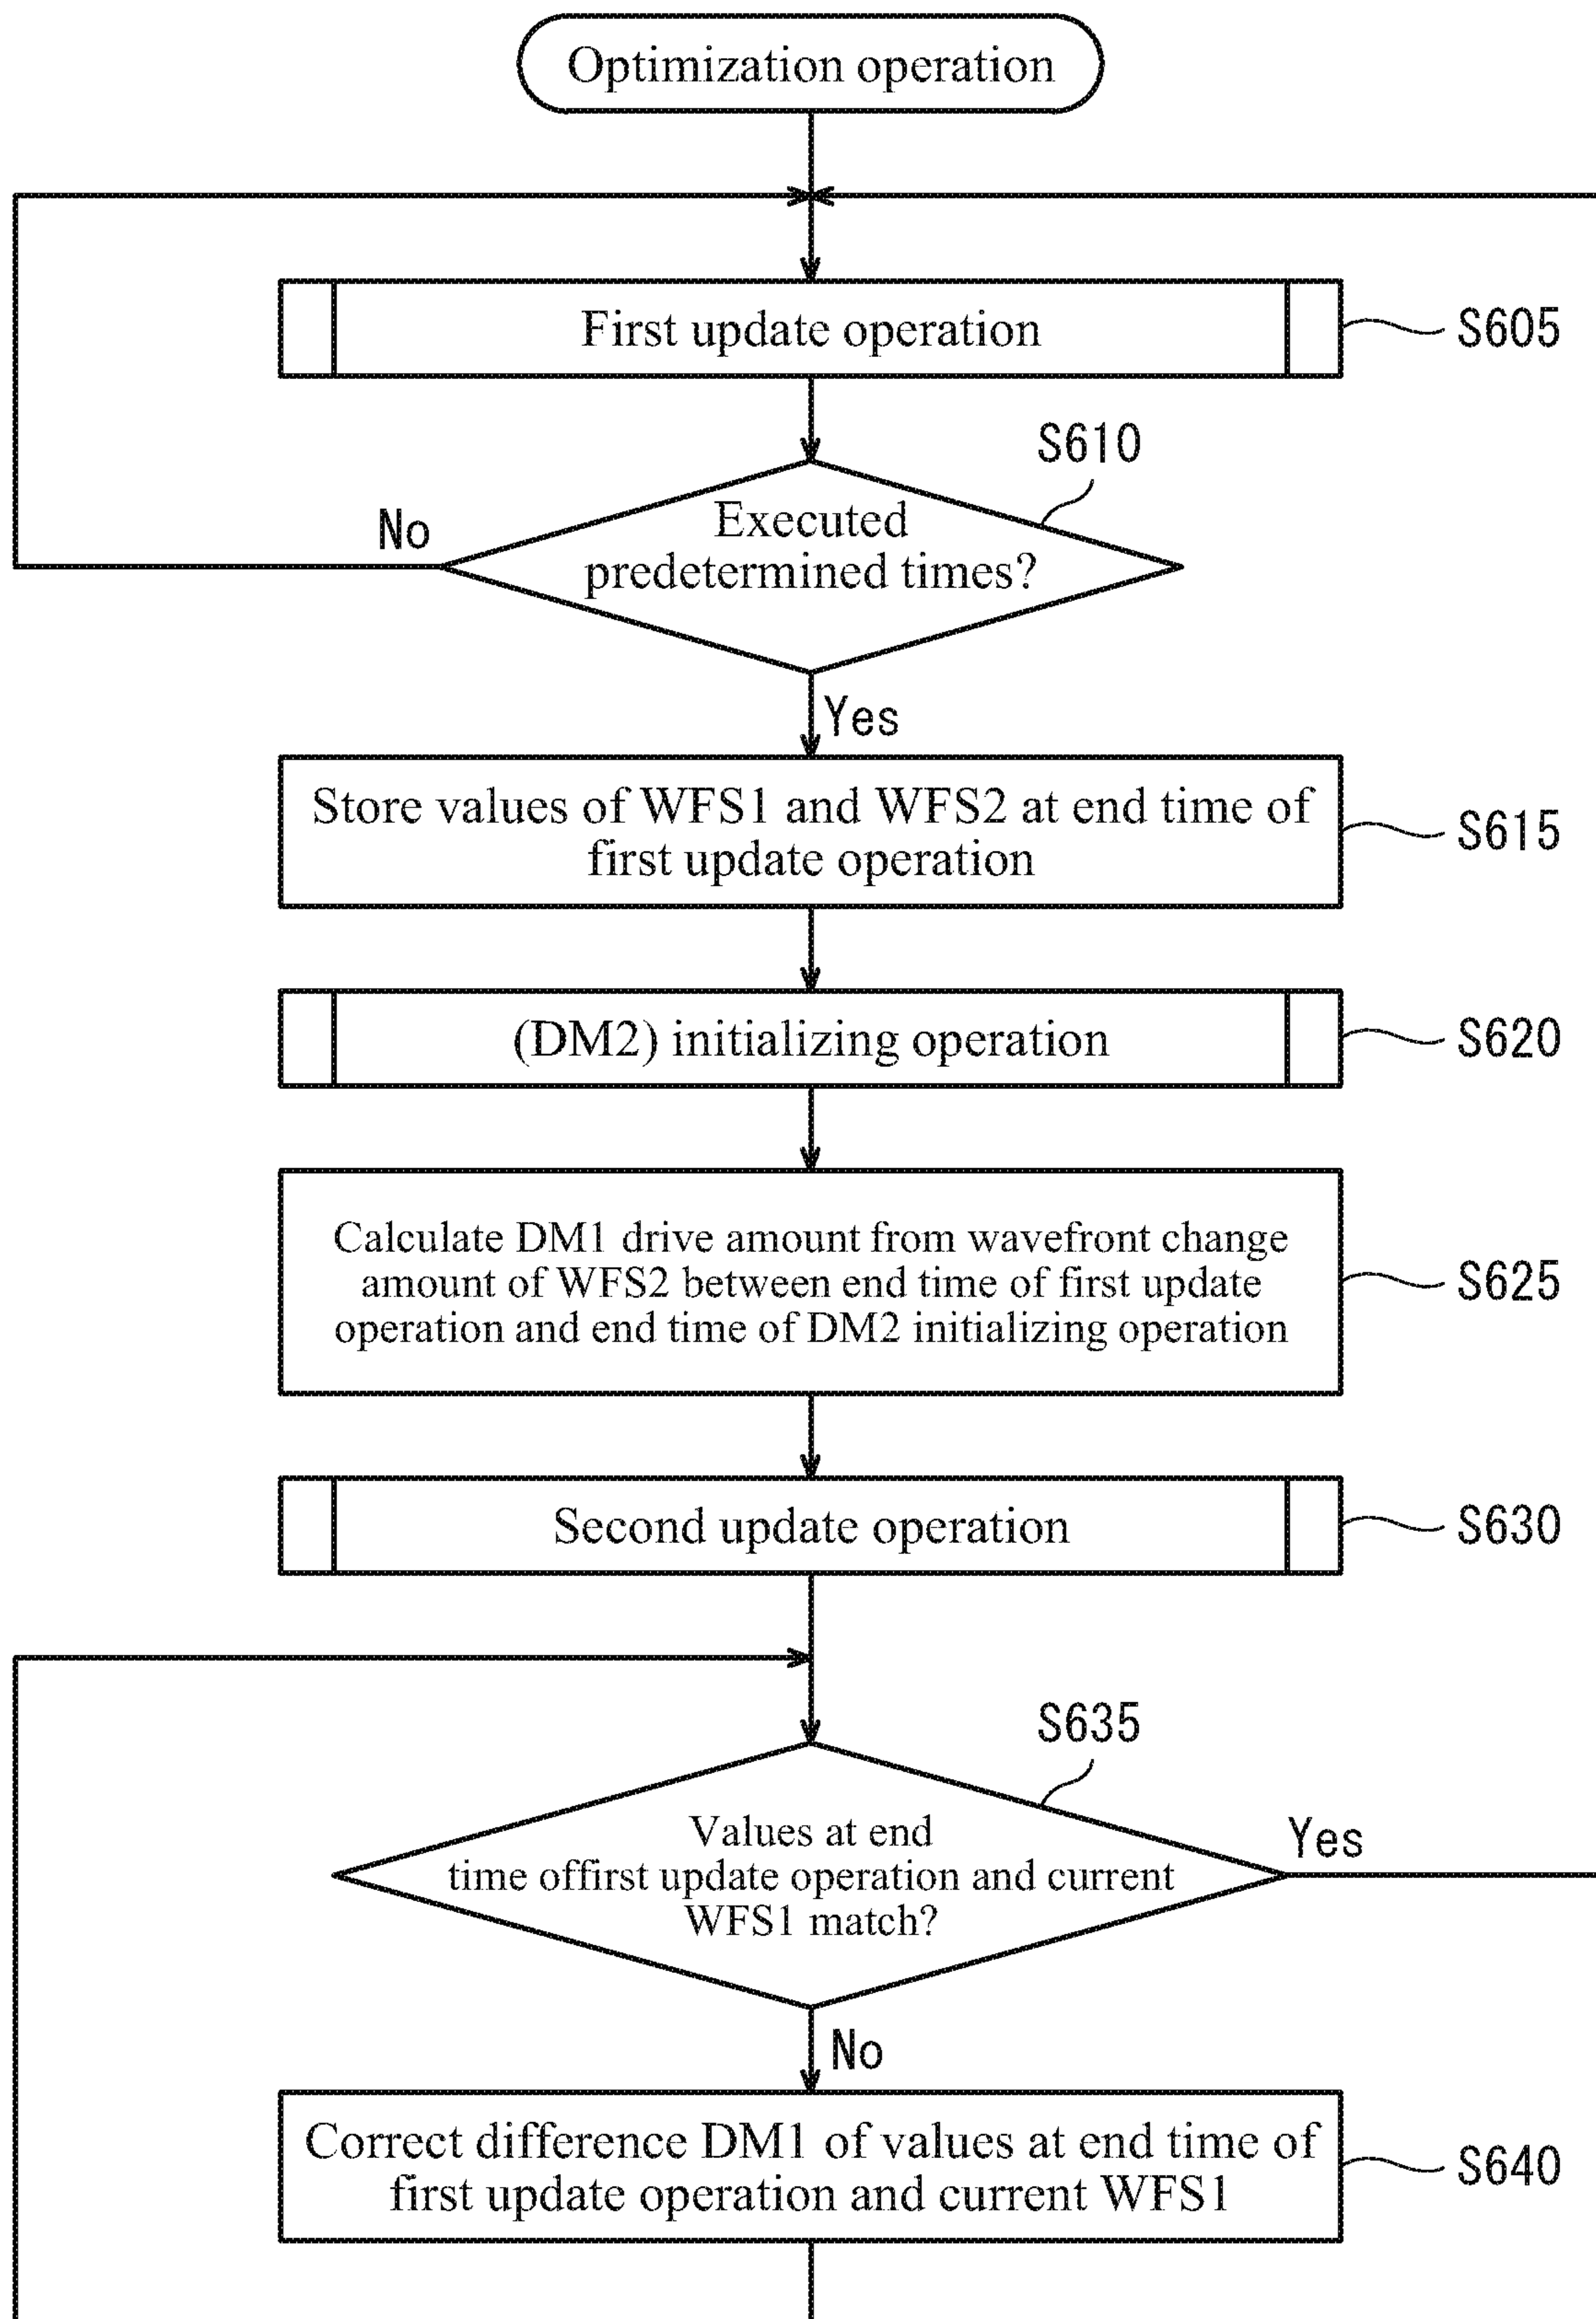 Optimization operation
First update operation
S605
S610
Executed
predetermined times?
No
Yes
Store values of WFS1 and WFS2 at end time of
first update operation
S615
(DM2) initializing operation
S620
Calculate DM1 drive amount from wavefront change
amount of WFS2 between end time of first update
operation and end time of DM2 initializing operation
S625
Second update operation
S630
S635
Values at end
time offirst update operation and current
WFS1 match?
Yes
No
Correct difference DM1 of values at end time of
first update operation and current WFS1
S640